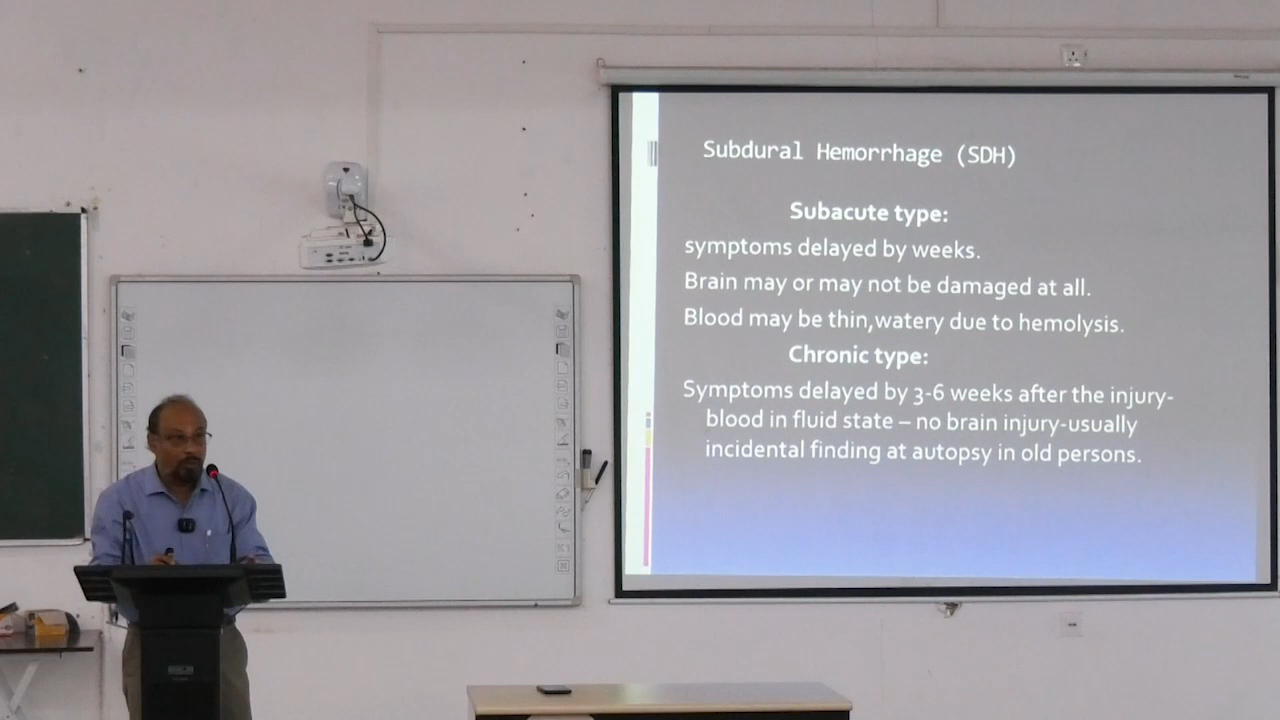 Subdural Hemorrhage (SDH)
Subacute type:
symptoms delayed by weeks.
Brain may or may not be damaged at all.
Blood may be thin,watery due to hemolysis.
Chronic type:
Symptoms delayed by 3-6 weeks after the injury-
blood in fluid state – no brain injury-usually
incidental finding at autopsy in old persons.